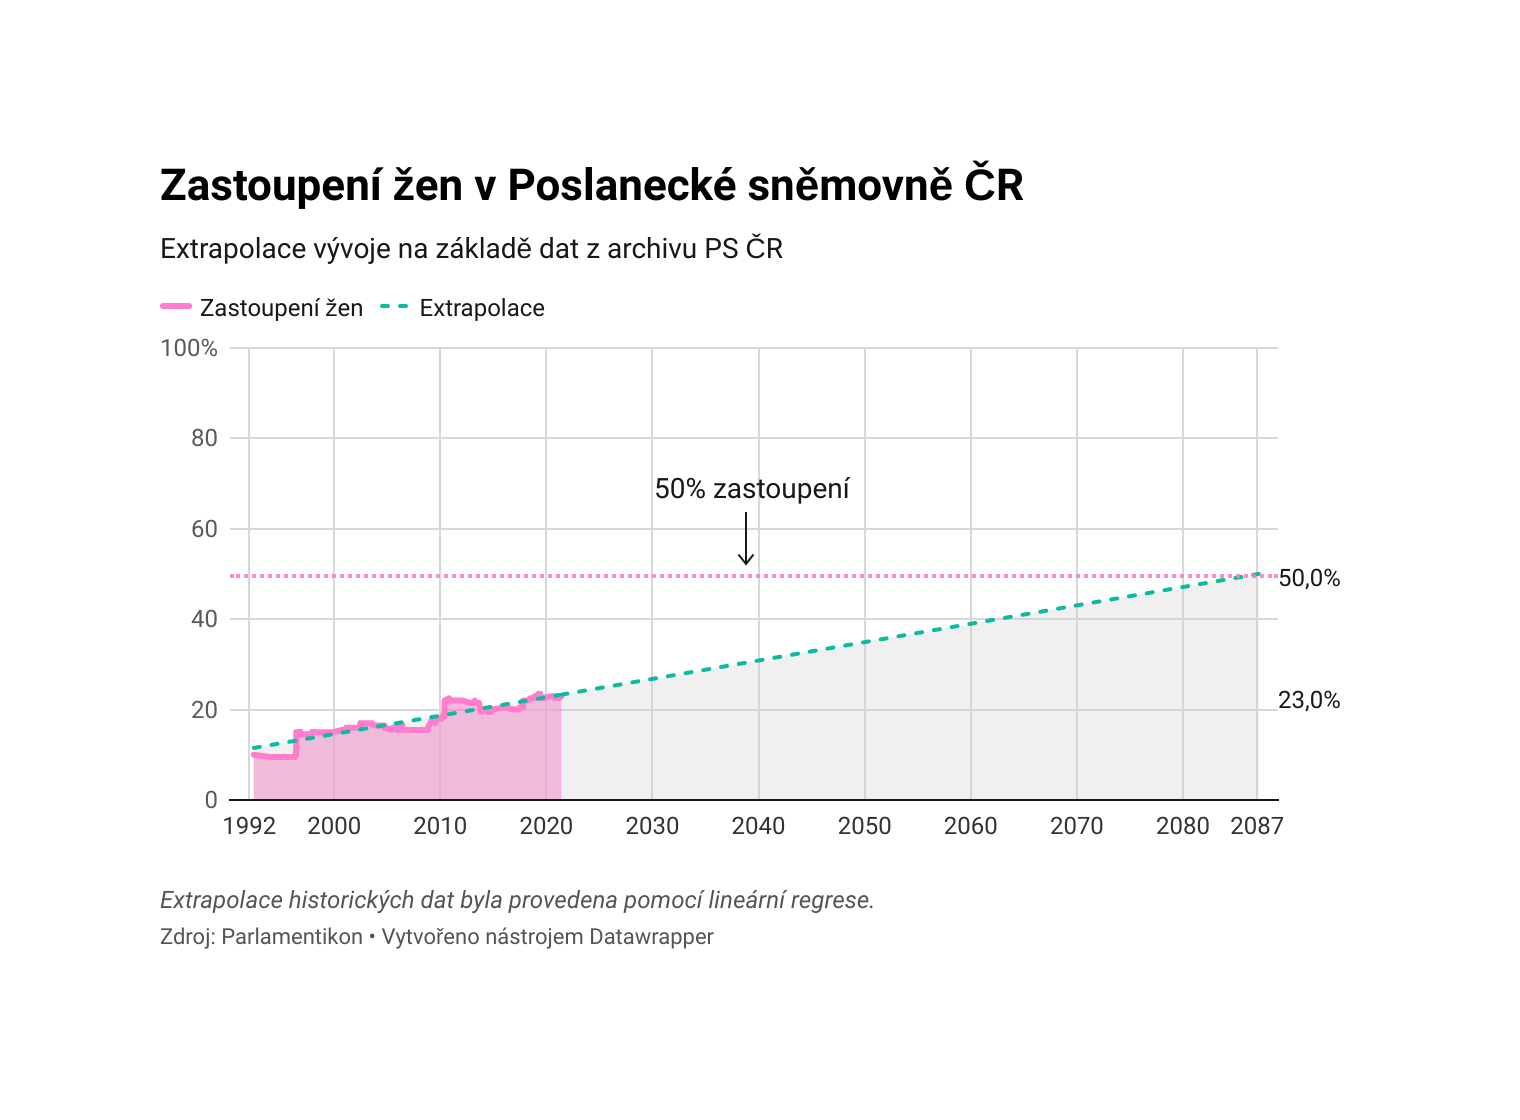 Zastoupení žen v Poslanecké sněmovně ČR
Extrapolace vývoje na základě dat z archivu PS ČR
Zastoupení žen Extrapolace
100%
80
50% zastoupení
60
50,0%
40
23,0%
20
0
1992 2000 2010 2020 2030 2040 2050 2060 2070 2080 2087
Extrapolace historických dat byla provedena pomocí lineární regrese.
Zdroj: Parlamentikon • Vytvořeno nástrojem Datawrapper